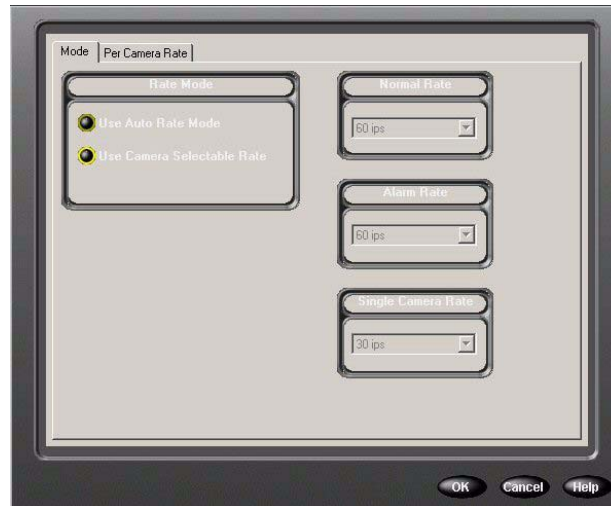 Mode
Per Camera Rate
Rate Mode
Use Auto Rate Mode
Use Camera Selectable Rate
Normal Rate
60 ips
Alarm Rate
60 ips
Single Camera Rate
30 ips
OK
Cancel
Help